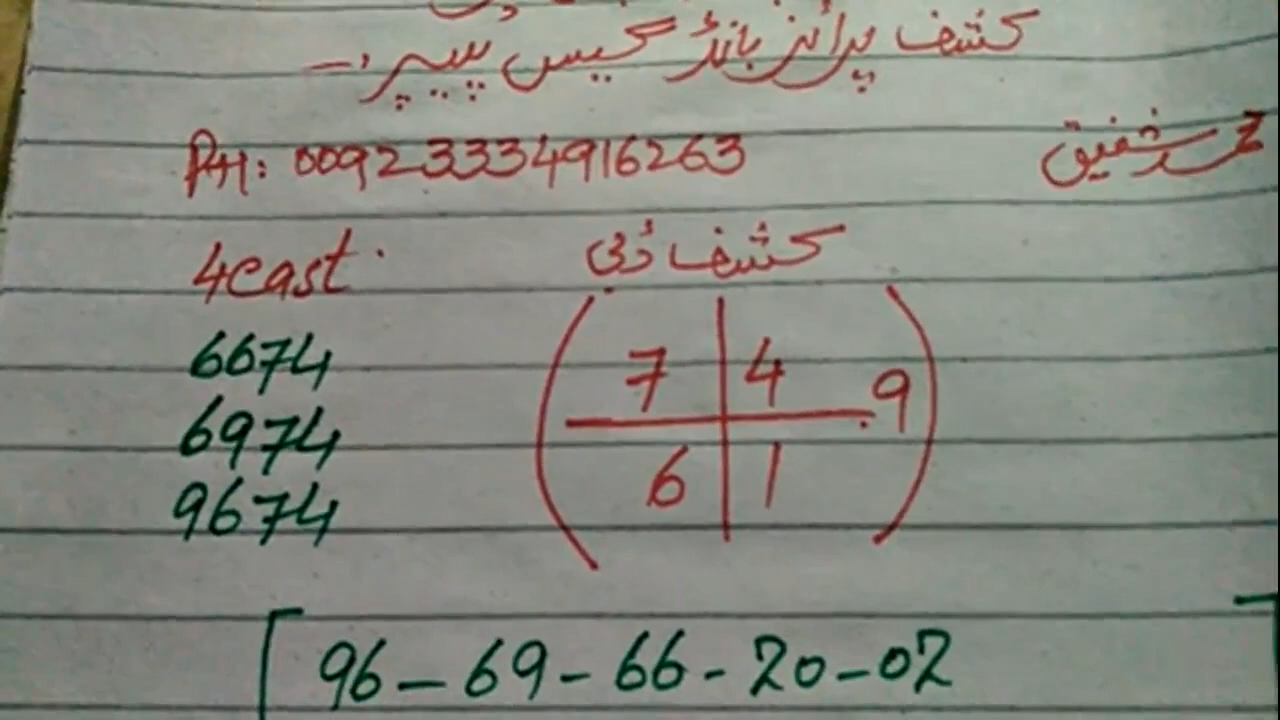 کشف پرائز بانڈ گیس پیپر
PH: 00923334916263 محمد شفیق
4cast. کشف ڈبی
6674 7 4
6974 9
9674 6 1
96-69-66-20-02